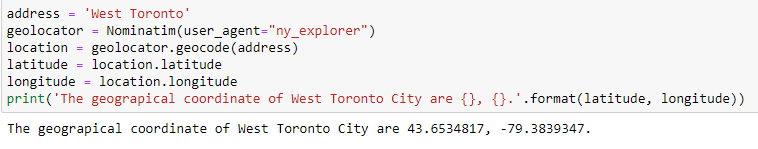 address = 'West Toronto'
geolocator = Nominatim(user_agent="ny_explorer")
location = geolocator.geocode(address)
latitude = location.latitude
longitude = location.longitude
print('The geograpical coordinate of West Toronto City are {}, {}.'.format(latitude, longitude))
The geograpical coordinate of West Toronto City are 43.6534817, -79.3839347.